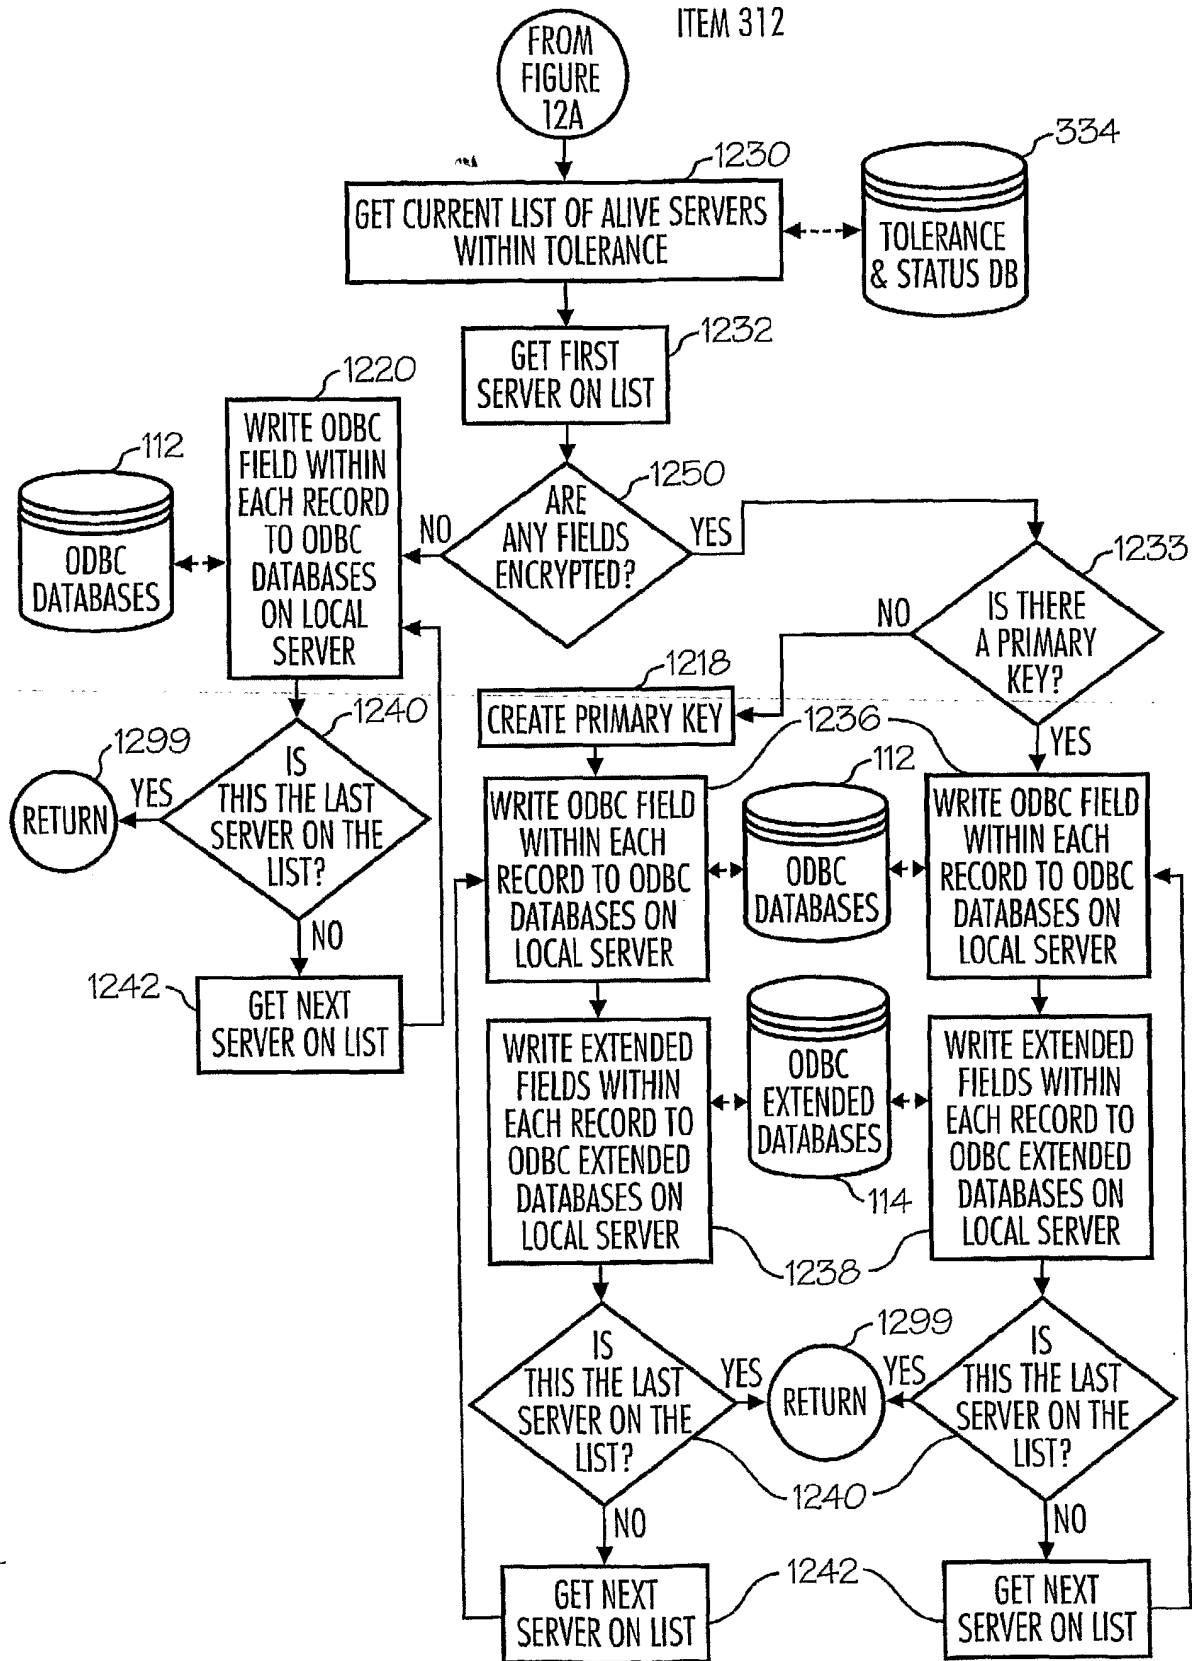 ITEM 312
FROM
FIGURE
12A
1230
334
GET CURRENT LIST OF ALIVE SERVERS
WITHIN TOLERANCE
TOLERANCE
& STATUS DB
1232
GET FIRST
SERVER ON LIST
1220
WRITE ODBC
FIELD WITHIN
EACH RECORD
TO ODBC
DATABASES
ON LOCAL
SERVER
112
ODBC
DATABASES
1250
ARE
ANY FIELDS
ENCRYPTED?
NO
YES
1233
IS THERE
A PRIMARY
KEY?
NO
YES
1218
CREATE PRIMARY KEY
1240
IS
THIS THE LAST
SERVER ON THE
LIST?
1299
RETURN
YES
NO
1242
GET NEXT
SERVER ON LIST
1236
WRITE ODBC FIELD
WITHIN EACH
RECORD TO ODBC
DATABASES ON
LOCAL SERVER
112
ODBC
DATABASES
WRITE ODBC FIELD
WITHIN EACH
RECORD TO ODBC
DATABASES ON
LOCAL SERVER
WRITE EXTENDED
FIELDS WITHIN
EACH RECORD TO
ODBC EXTENDED
DATABASES ON
LOCAL SERVER
ODBC
EXTENDED
DATABASES
114
WRITE EXTENDED
FIELDS WITHIN
EACH RECORD TO
ODBC EXTENDED
DATABASES ON
LOCAL SERVER
1238
IS
THIS THE LAST
SERVER ON THE
LIST?
YES
1299
RETURN
YES
IS
THIS THE LAST
SERVER ON THE
LIST?
1240
NO
NO
GET NEXT
SERVER ON LIST
1242
GET NEXT
SERVER ON LIST